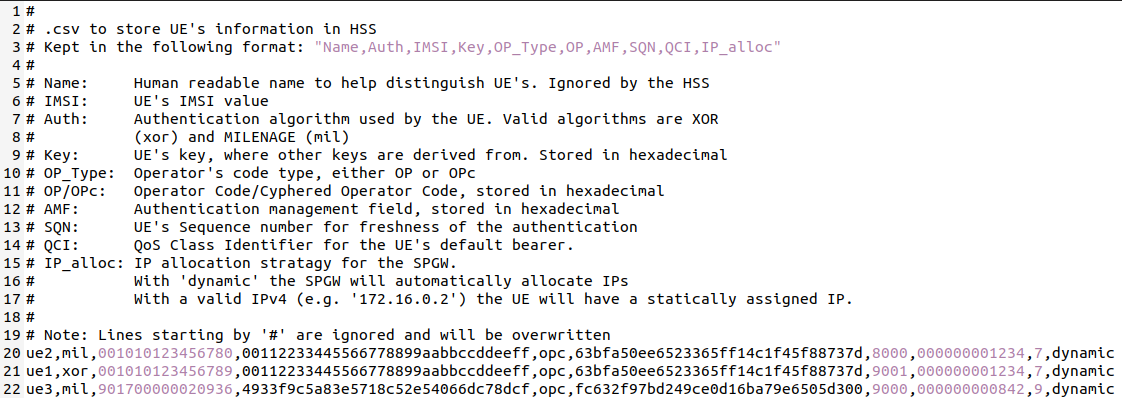 1 #
2 # .csv to store UE's information in HSS
3 # Kept in the following format: "Name,Auth,IMSI,Key,OP_Type,OP,AMF,SQN,QCI,IP_alloc"
4 #
5 # Name:     Human readable name to help distinguish UE's. Ignored by the HSS
6 # IMSI:     UE's IMSI value
7 # Auth:     Authentication algorithm used by the UE. Valid algorithms are XOR
8 #           (xor) and MILENAGE (mil)
9 # Key:      UE's key, where other keys are derived from. Stored in hexadecimal
10 # OP_Type:  Operator's code type, either OP or OPc
11 # OP/OPc:   Operator Code/Cyphered Operator Code, stored in hexadecimal
12 # AMF:      Authentication management field, stored in hexadecimal
13 # SQN:      UE's Sequence number for freshness of the authentication
14 # QCI:      QoS Class Identifier for the UE's default bearer.
15 # IP_alloc: IP allocation stratagy for the SPGW.
16 #           With 'dynamic' the SPGW will automatically allocate IPs
17 #           With a valid IPv4 (e.g. '172.16.0.2') the UE will have a statically assigned IP.
18 #
19 # Note: Lines starting by '#' are ignored and will be overwritten
20 ue2,mil,001010123456780,00112233445566778899aabbccddeeff,opc,63bfa50ee6523365ff14c1f45f88737d,8000,000000001234,7,dynamic
21 ue1,xor,001010123456789,00112233445566778899aabbccddeeff,opc,63bfa50ee6523365ff14c1f45f88737d,9001,000000001234,7,dynamic
22 ue3,mil,901700000020936,4933f9c5a83e5718c52e54066dc78dcf,opc,fc632f97bd249ce0d16ba79e6505d300,9000,000000000842,9,dynamic